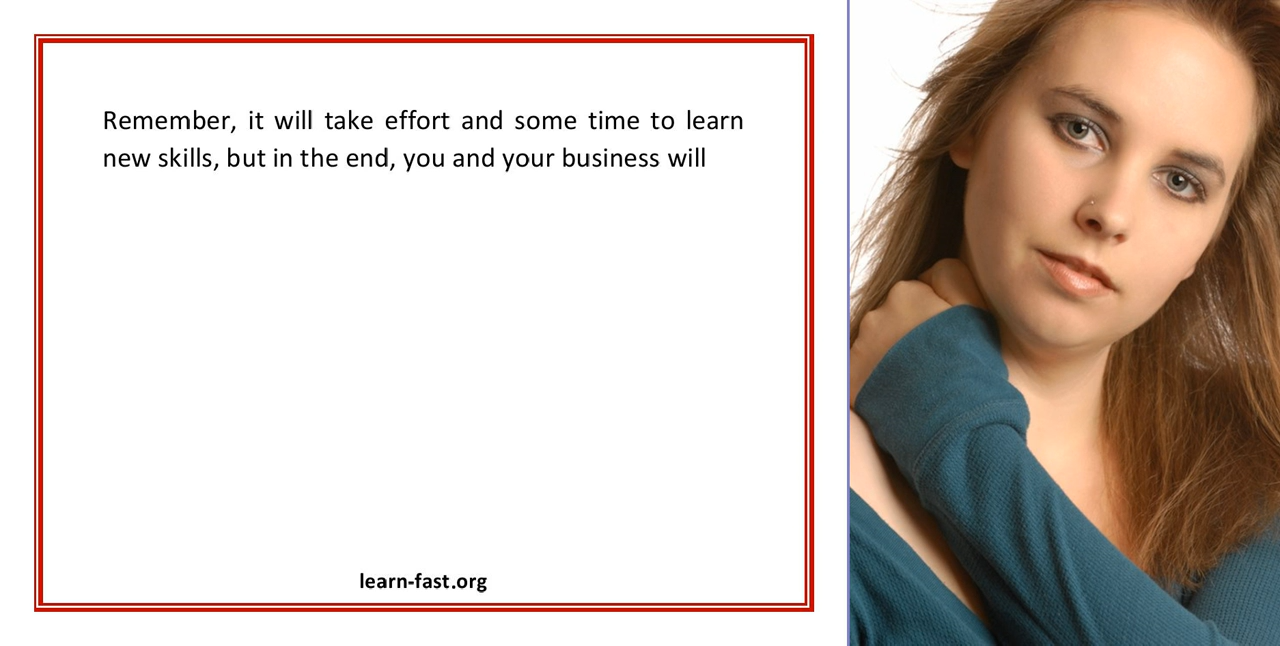 Remember, it will take effort and some time to learn
new skills, but in the end, you and your business will
learn-fast.org